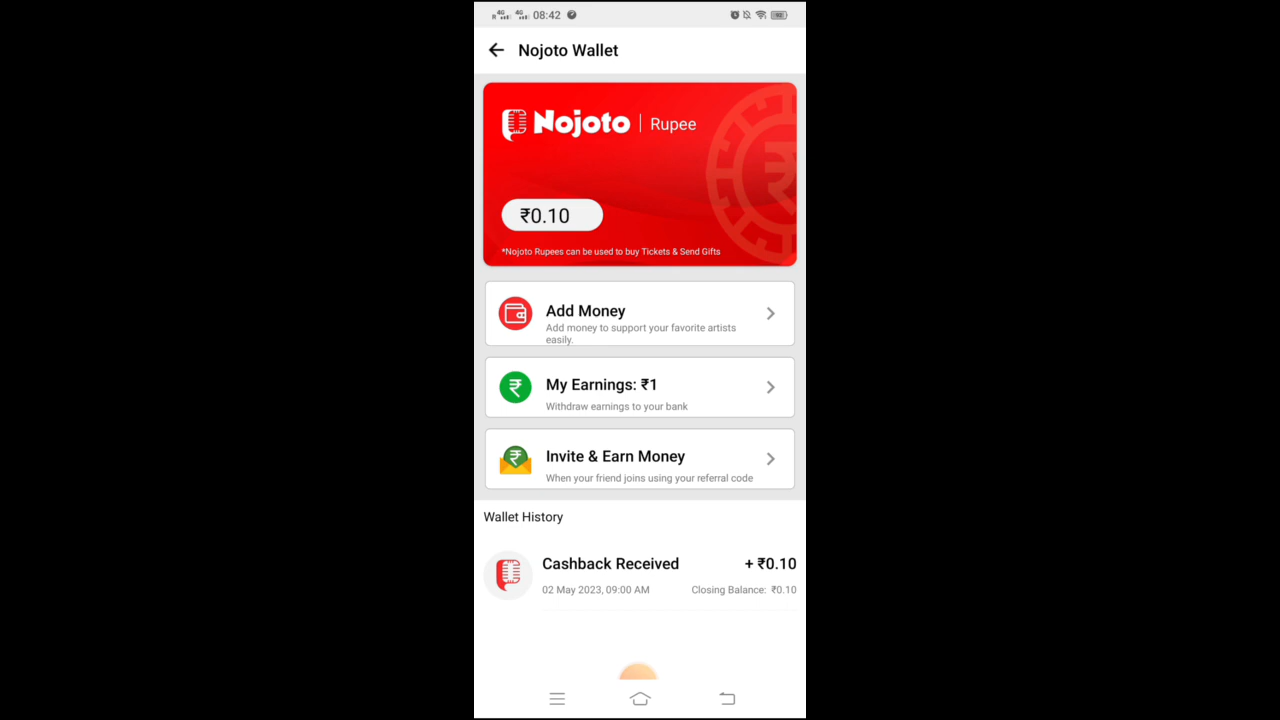 R 4G 4G 08:42
Nojoto Wallet
Nojoto | Rupee
₹0.10
*Nojoto Rupees can be used to buy Tickets & Send Gifts
Add Money
Add money to support your favorite artists
easily.
My Earnings: ₹1
Withdraw earnings to your bank
Invite & Earn Money
When your friend joins using your referral code
Wallet History
Cashback Received + ₹0.10
02 May 2023, 09:00 AM Closing Balance: ₹0.10